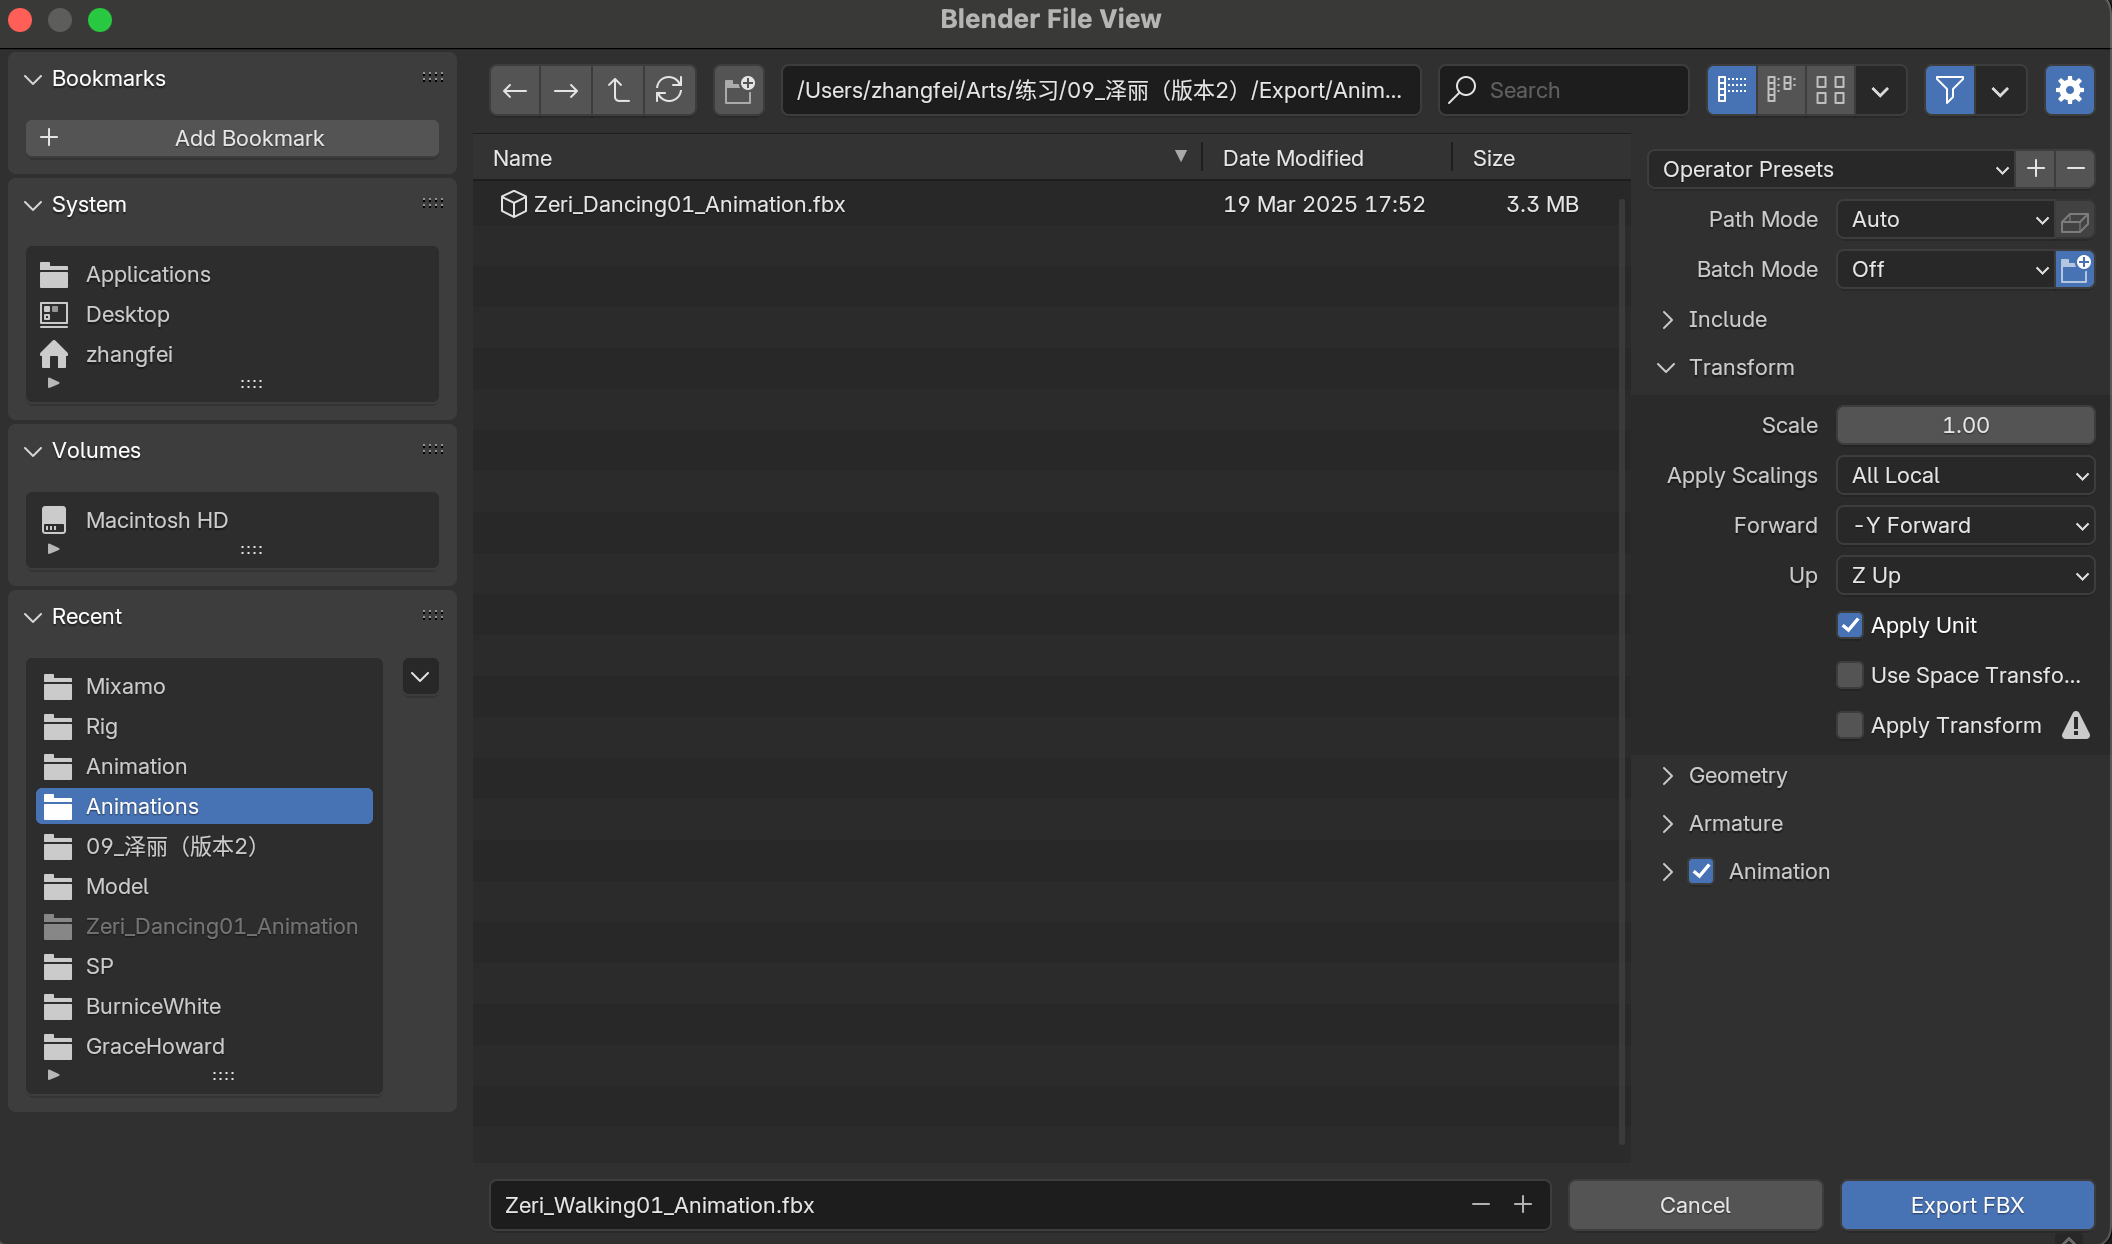 Blender File View
Bookmarks
Add Bookmark
System
Applications
Desktop
zhangfei
Volumes
Macintosh HD
Recent
Mixamo
Rig
Animation
Animations
09_泽丽（版本2）
Model
Zeri_Dancing01_Animation
SP
BurniceWhite
GraceHoward
/Users/zhangfei/Arts/练习/09_泽丽（版本2）/Export/Anim...
Search
Name Date Modified Size
Zeri_Dancing01_Animation.fbx 19 Mar 2025 17:52 3.3 MB
Operator Presets
Path Mode Auto
Batch Mode Off
Include
Transform
Scale 1.00
Apply Scalings All Local
Forward -Y Forward
Up Z Up
Apply Unit
Use Space Transfo...
Apply Transform
Geometry
Armature
Animation
Zeri_Walking01_Animation.fbx
Cancel
Export FBX